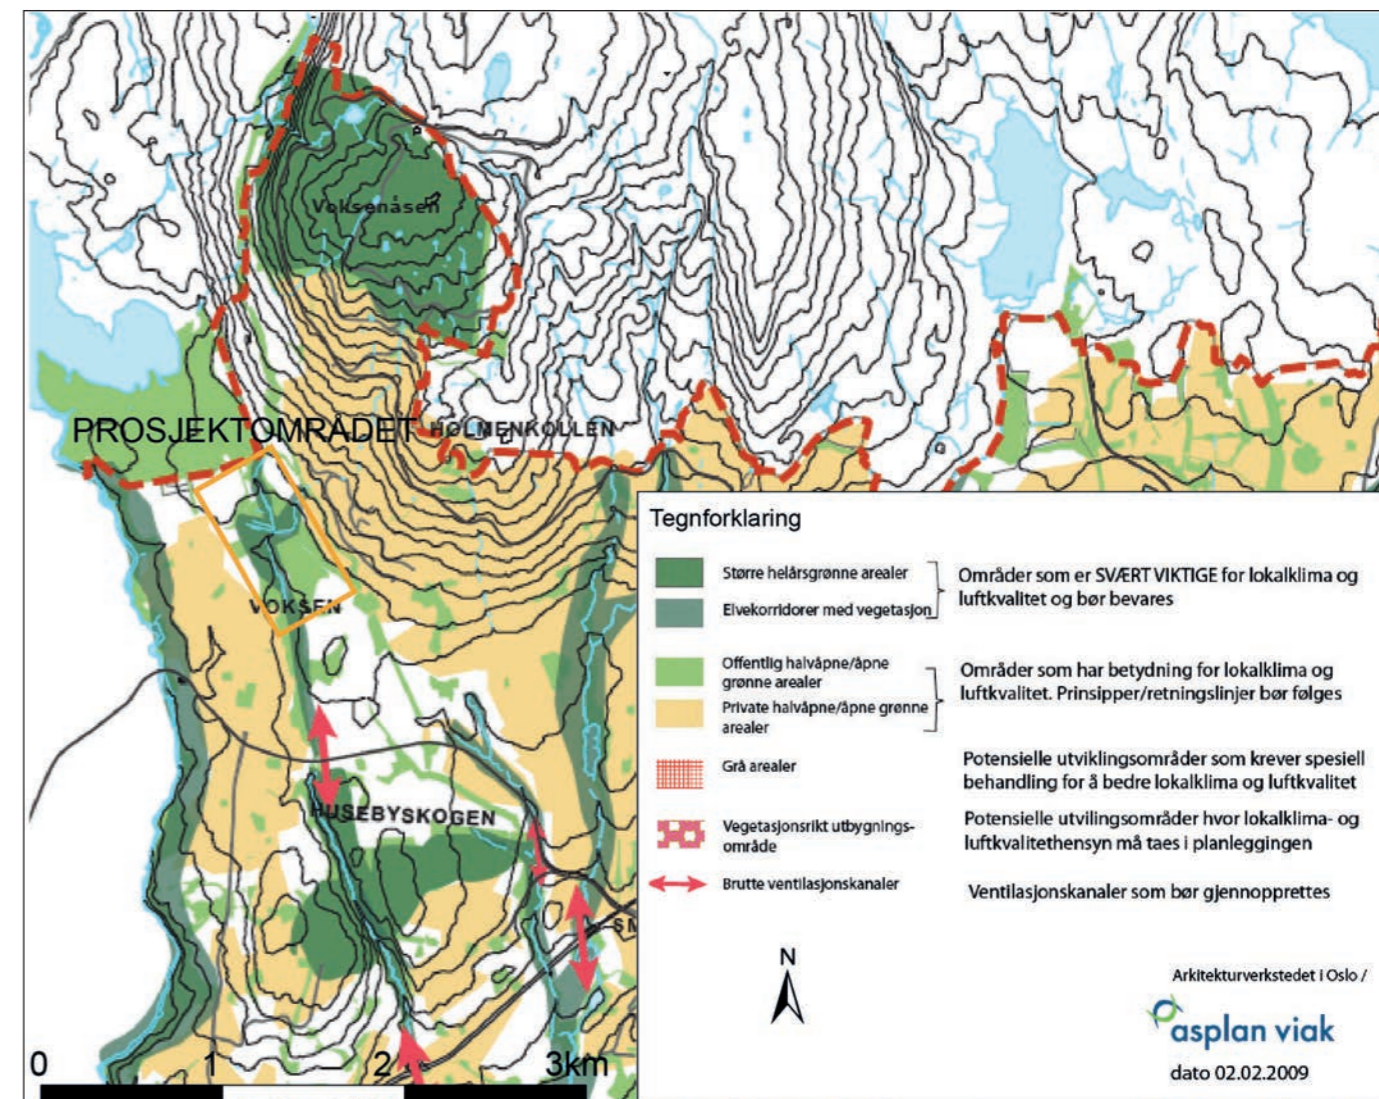 Voksenåsen
PROSJEKTOMRÅDET
HOLMENKOLLEN
VOKSEN
HUSEBYSKOGEN
SM
0 1 2 3km
Tegnforklaring
Større helårsgrønne arealer
Elvekorridorer med vegetasjon
Områder som er SVÆRT VIKTIGE for lokalklima og
luftkvalitet og bør bevares
Offentlig halvåpne/åpne
grønne arealer
Private halvåpne/åpne grønne
arealer
Områder som har betydning for lokalklima og
luftkvalitet. Prinsipper/retningslinjer bør følges
Grå arealer
Potensielle utviklingsområder som krever spesiell
behandling for å bedre lokalklima og luftkvalitet
Vegetasjonsrikt utbygnings-
område
Potensielle utvilingsområder hvor lokalklima- og
luftkvalitethensyn må taes i planleggingen
Brutte ventilasjonskanaler
Ventilasjonskanaler som bør gjennopprettes
N
Arkitekturverkstedet i Oslo /
asplan viak
dato 02.02.2009